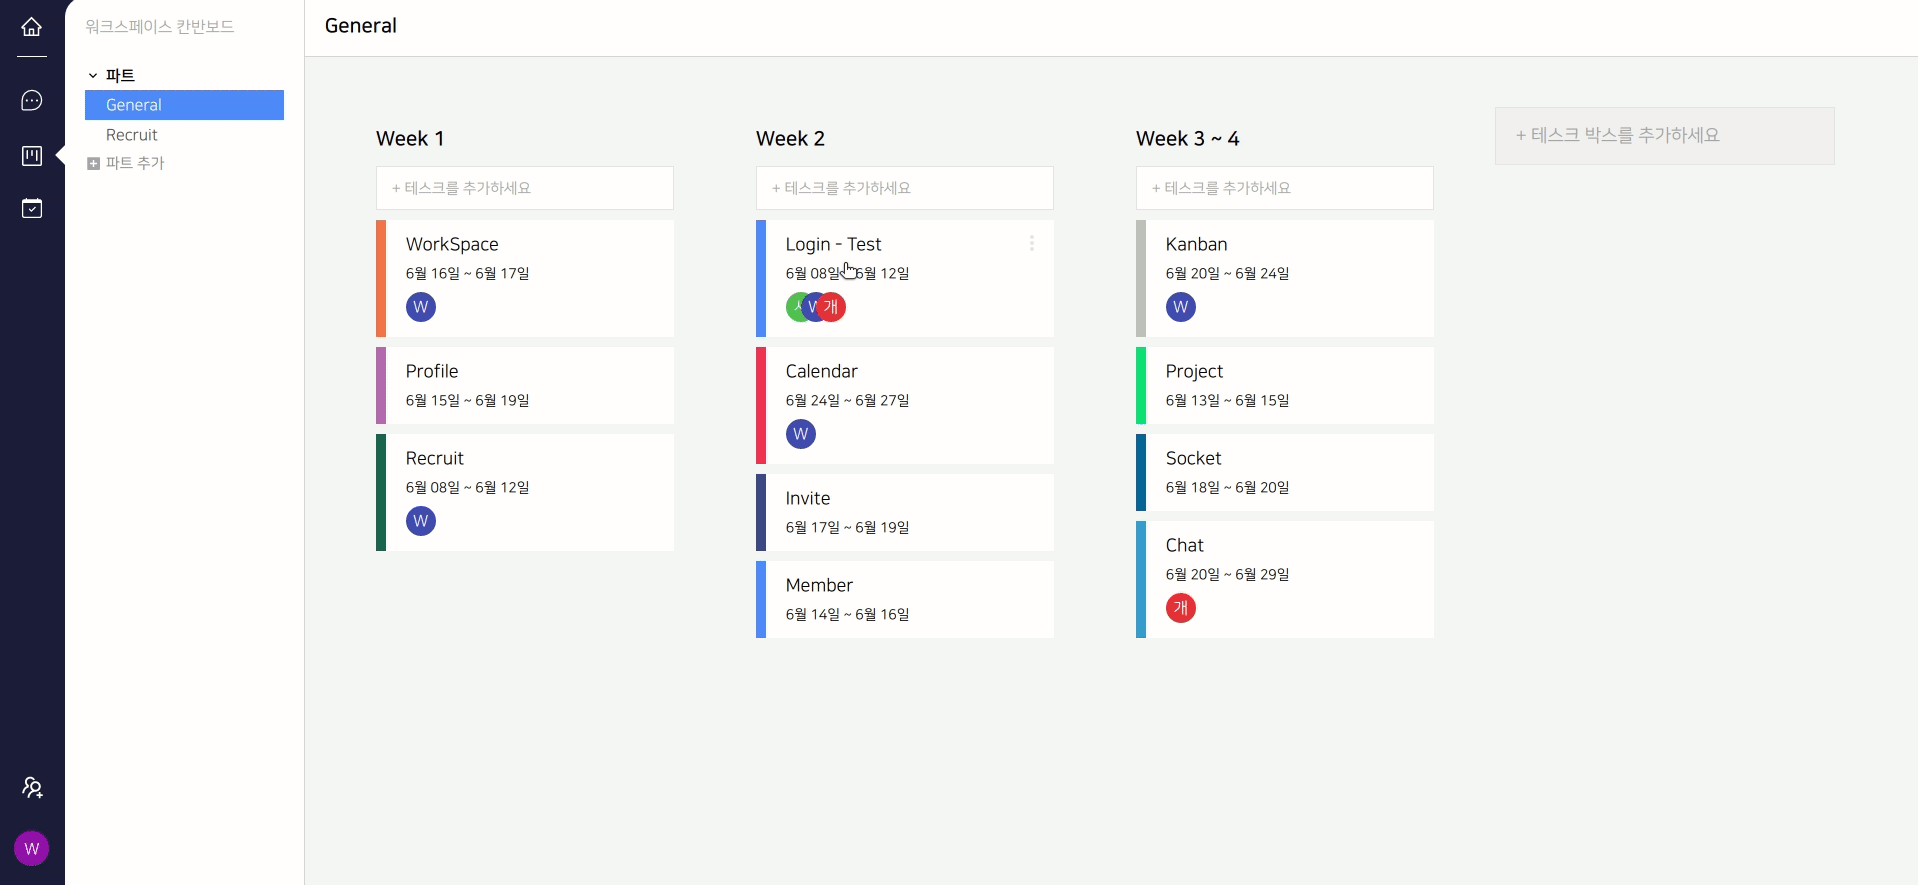 워크스페이스 칸반보드
파트
General
Recruit
파트 추가
W
General
Week 1
+ 테스크를 추가하세요
WorkSpace
6월 16일 ~ 6월 17일
W
Profile
6월 15일 ~ 6월 19일
Recruit
6월 08일 ~ 6월 12일
W
Week 2
+ 테스크를 추가하세요
Login - Test
6월 08일 6월 12일
W 개
Calendar
6월 24일 ~ 6월 27일
W
Invite
6월 17일 ~ 6월 19일
Member
6월 14일 ~ 6월 16일
Week 3 ~ 4
+ 테스크를 추가하세요
Kanban
6월 20일 ~ 6월 24일
W
Project
6월 13일 ~ 6월 15일
Socket
6월 18일 ~ 6월 20일
Chat
6월 20일 ~ 6월 29일
개
+ 테스크 박스를 추가하세요